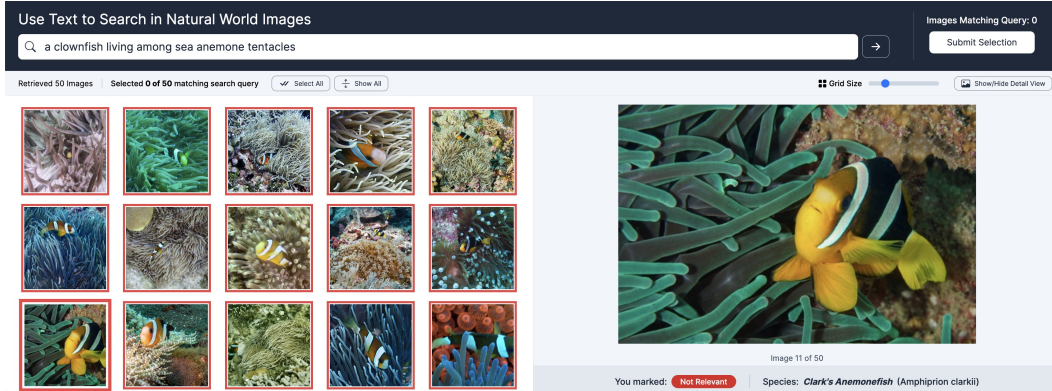 Use Text to Search in Natural World Images
a clownfish living among sea anemone tentacles
Images Matching Query: 0
Submit Selection
Retrieved 50 Images
Selected 0 of 50 matching search query
Select All
Show All
Grid Size
Show/Hide Detail View
Image 11 of 50
You marked: Not Relevant
Species: Clark's Anemonefish (Amphiprion clarkii)